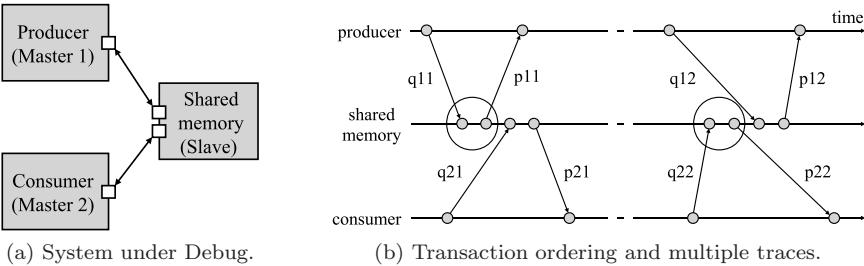 Producer
(Master 1)
Shared
memory
(Slave)
Consumer
(Master 2)
(a) System under Debug.
time
producer
q11
p11
q12
p12
shared
memory
q21
p21
q22
p22
consumer
(b) Transaction ordering and multiple traces.